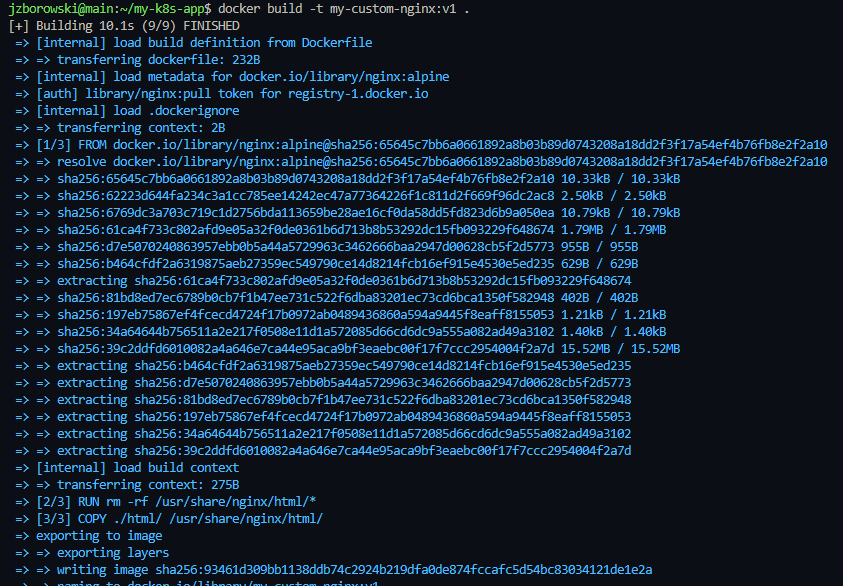 jzborowski@main:~/my-k8s-app$ docker build -t my-custom-nginx:v1 .
[+] Building 10.1s (9/9) FINISHED
=> [internal] load build definition from Dockerfile
=> => transferring dockerfile: 232B
=> [internal] load metadata for docker.io/library/nginx:alpine
=> [auth] library/nginx:pull token for registry-1.docker.io
=> [internal] load .dockerignore
=> => transferring context: 2B
=> [1/3] FROM docker.io/library/nginx:alpine@sha256:65645c7bb6a0661892a8b03b89d0743208a18dd2f3f17a54ef4b76fb8e2f2a10
=> => resolve docker.io/library/nginx:alpine@sha256:65645c7bb6a0661892a8b03b89d0743208a18dd2f3f17a54ef4b76fb8e2f2a10
=> => sha256:65645c7bb6a0661892a8b03b89d0743208a18dd2f3f17a54ef4b76fb8e2f2a10 10.33kB / 10.33kB
=> => sha256:62223d644fa234c3a1cc785ee14242ec47a77364226f1c811d2f669f96dc2ac8 2.50kB / 2.50kB
=> => sha256:6769dc3a703c719c1d2756bda113659be28ae16cf0da58dd5fd823d6b9a050ea 10.79kB / 10.79kB
=> => sha256:61ca4f733c802afd9e05a32f0de0361b6d713b8b53292dc15fb093229f648674 1.79MB / 1.79MB
=> => sha256:d7e5070240863957ebb0b5a44a5729963c3462666baa2947d00628cb5f2d5773 955B / 955B
=> => sha256:b464cfdf2a6319875aeb27359ec549790ce14d8214fcb16ef915e4530e5ed235 629B / 629B
=> => extracting sha256:61ca4f733c802afd9e05a32f0de0361b6d713b8b53292dc15fb093229f648674
=> => sha256:81bd8ed7ec6789b0cb7f1b47ee731c522f6dba83201ec73cd6bca1350f582948 402B / 402B
=> => sha256:197eb75867ef4fcecd4724f17b0972ab0489436860a594a9445f8eaff8155053 1.21kB / 1.21kB
=> => sha256:34a64644b756511a2e217f0508e11d1a572085d66cd6dc9a555a082ad49a3102 1.40kB / 1.40kB
=> => sha256:39c2ddfd6010082a4a646e7ca44e95aca9bf3eaebc00f17f7ccc2954004f2a7d 15.52MB / 15.52MB
=> => extracting sha256:b464cfdf2a6319875aeb27359ec549790ce14d8214fcb16ef915e4530e5ed235
=> => extracting sha256:d7e5070240863957ebb0b5a44a5729963c3462666baa2947d00628cb5f2d5773
=> => extracting sha256:81bd8ed7ec6789b0cb7f1b47ee731c522f6dba83201ec73cd6bca1350f582948
=> => extracting sha256:197eb75867ef4fcecd4724f17b0972ab0489436860a594a9445f8eaff8155053
=> => extracting sha256:34a64644b756511a2e217f0508e11d1a572085d66cd6dc9a555a082ad49a3102
=> => extracting sha256:39c2ddfd6010082a4a646e7ca44e95aca9bf3eaebc00f17f7ccc2954004f2a7d
=> [internal] load build context
=> => transferring context: 275B
=> [2/3] RUN rm -rf /usr/share/nginx/html/*
=> [3/3] COPY ./html/ /usr/share/nginx/html/
=> exporting to image
=> => exporting layers
=> => writing image sha256:93461d309bb1138ddb74c2924b219dfa0de874fccafc5d54bc83034121de1e2a
=> => naming to docker.io/library/my-custom-nginx:v1